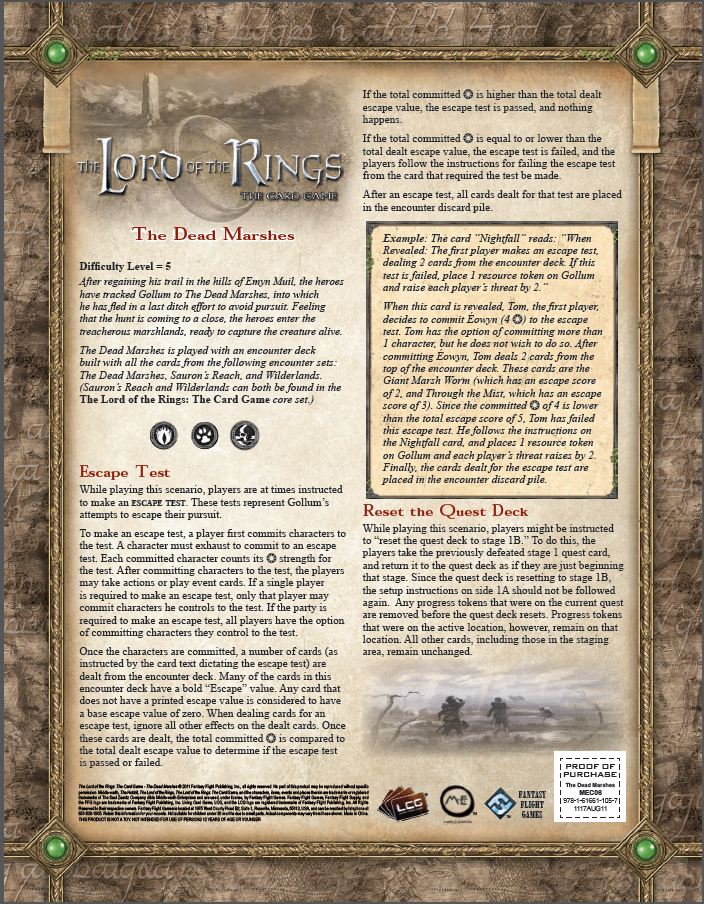 THE LORD OF THE RINGS
THE CARD GAME
The Dead Marshes
Difficulty Level = 5
After regaining his trail in the hills of Emyn Muil, the heroes
have tracked Gollum to The Dead Marshes, into which
he has fled in a last ditch effort to avoid pursuit. Feeling
that the hunt is coming to a close, the heroes enter the
treacherous marshlands, ready to capture the creature alive.
The Dead Marshes is played with an encounter deck
built with all the cards from the following encounter sets:
The Dead Marshes, Sauron's Reach, and Wilderlands.
(Sauron's Reach and Wilderlands can both be found in the
The Lord of the Rings: The Card Game core set.)
Escape Test
While playing this scenario, players are at times instructed
to make an ESCAPE TEST. These tests represent Gollum's
attempts to escape their pursuit.
To make an escape test, a player first commits characters to
the test. A character must exhaust to commit to an escape
test. Each committed character counts its strength for
the test. After committing characters to the test, the players
may take actions or play event cards. If a single player
is required to make an escape test, only that player may
commit characters he controls to the test. If the party is
required to make an escape test, all players have the option
of committing characters they control to the test.
Once the characters are committed, a number of cards (as
instructed by the card text dictating the escape test) are
dealt from the encounter deck. Many of the cards in this
encounter deck have a bold "Escape" value. Any card that
does not have a printed escape value is considered to have
a base escape value of zero. When dealing cards for an
escape test, ignore all other effects on the dealt cards. Once
these cards are dealt, the total committed is compared to
the total dealt escape value to determine if the escape test
is passed or failed.
If the total committed is higher than the total dealt
escape value, the escape test is passed, and nothing
happens.
If the total committed is equal to or lower than the
total dealt escape value, the escape test is failed, and the
players follow the instructions for failing the escape test
from the card that required the test be made.
After an escape test, all cards dealt for that test are placed
in the encounter discard pile.
Example: The card "Nightfall" reads: "When
Revealed: The first player makes an escape test,
dealing 2 cards from the encounter deck. If this
test is failed, place 1 resource token on Gollum
and raise each player's threat by 2."
When this card is revealed, Tom, the first player,
decides to commit Éowyn (4 ) to the escape
test. Tom has the option of committing more than
1 character, but he does not wish to do so. After
committing Éowyn, Tom deals 2 cards from the
top of the encounter deck. These cards are the
Giant Marsh Worm (which has an escape score
of 2, and Through the Mist, which has an escape
score of 3). Since the committed of 4 is lower
than the total escape score of 5, Tom has failed
this escape test. He follows the instructions on
the Nightfall card, and places 1 resource token
on Gollum and each player's threat raises by 2.
Finally, the cards dealt for the escape test are
placed in the encounter discard pile.
Reset the Quest Deck
While playing this scenario, players might be instructed
to "reset the quest deck to stage 1B." To do this, the
players take the previously defeated stage 1 quest card,
and return it to the quest deck as if they are just beginning
that stage. Since the quest deck is resetting to stage 1B,
the setup instructions on side 1A should not be followed
again. Any progress tokens that were on the current quest
are removed before the quest deck resets. Progress tokens
that were on the active location, however, remain on that
location. All other cards, including those in the staging
area, remain unchanged.
THIS PRODUCT IS NOT A TOY. NOT INTENDED FOR USE OF PERSONS 12 YEARS OF AGE OR YOUNGER.
LCG
FANTASY
FLIGHT
GAMES
PROOF OF
PURCHASE
The Dead Marshes
MEC06
978-1-61661-105-7
1117AUG11